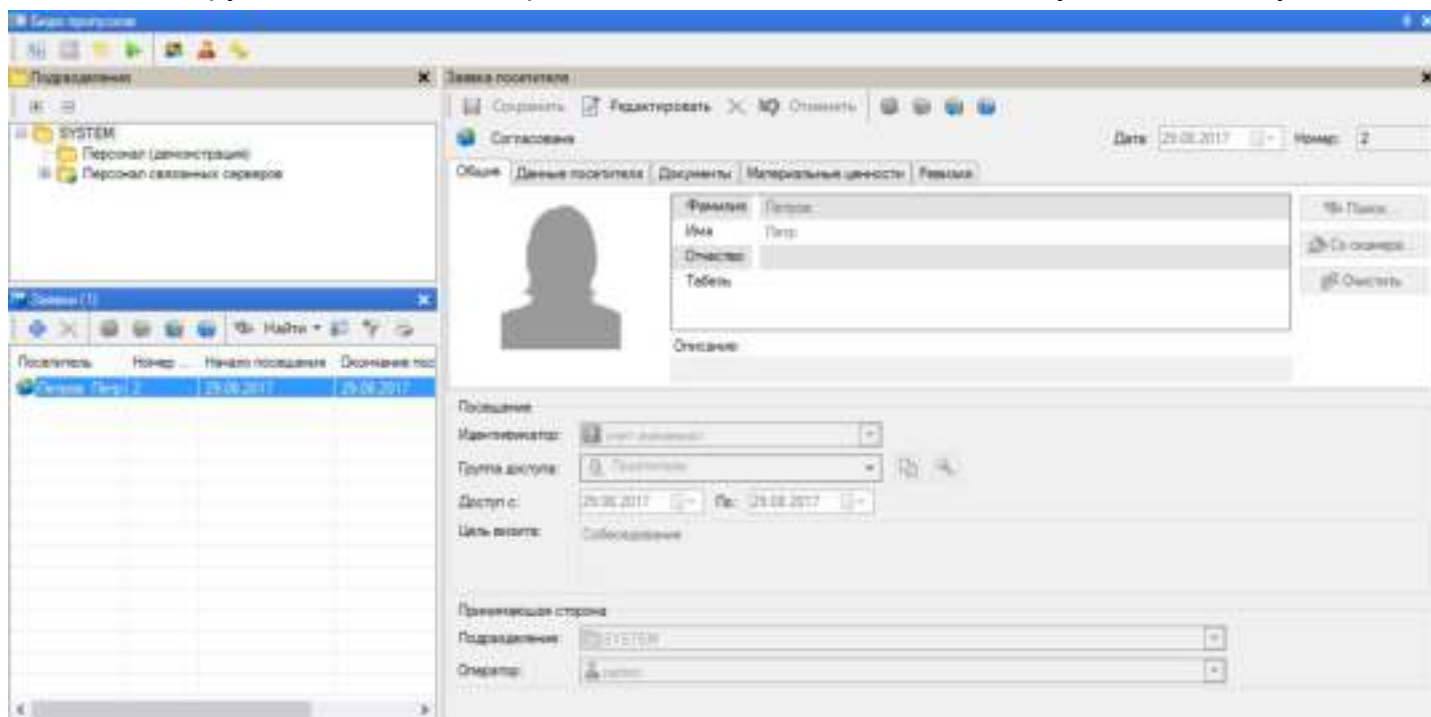 Бюро пропусков
Подразделения
SYSTEM
Персонал (демонстрация)
Персонал связанных серверов
Заявки (1)
Найти
Посетитель Номер ... Начало посещения Окончание пос
Петров Петр 2 29.08.2017 29.08.2017
Заявка посетителя
Сохранить Редактировать Отменить
Согласована Дата: 29.08.2017 Номер: 2
Общие Данные посетителя Документы Материальные ценности Ревизия
Фамилия Петров
Имя Петр
Отчество
Табель
Поиск...
Со сканера...
Очистить
Описание
Посещение
Идентификатор:
Группа доступа: Посетители
Доступ с: 29.08.2017 По: 29.08.2017
Цель визита: Собеседование
Принимающая сторона
Подразделение: SYSTEM
Оператор: